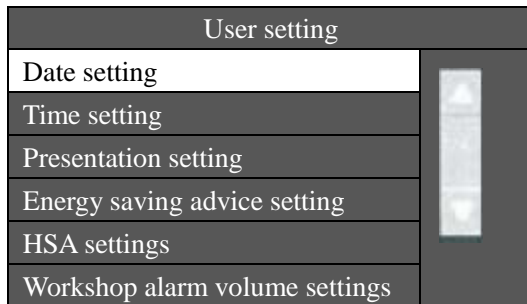 User setting
Date setting
Time setting
Presentation setting
Energy saving advice setting
HSA settings
Workshop alarm volume settings